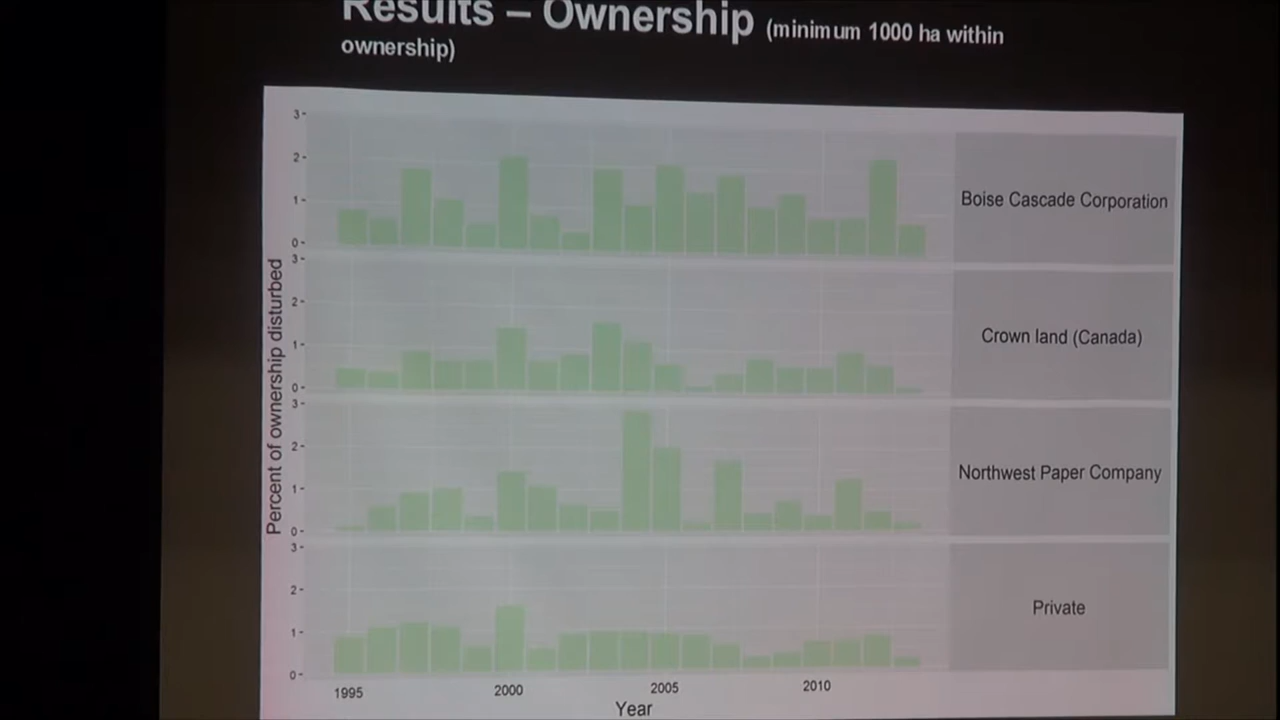 Results – Ownership (minimum 1000 ha within
ownership)
Percent of ownership disturbed
3
2
1
0
Boise Cascade Corporation
3
2
1
0
Crown land (Canada)
3
2
1
0
Northwest Paper Company
3
2
1
0
Private
1995 2000 2005 2010
Year